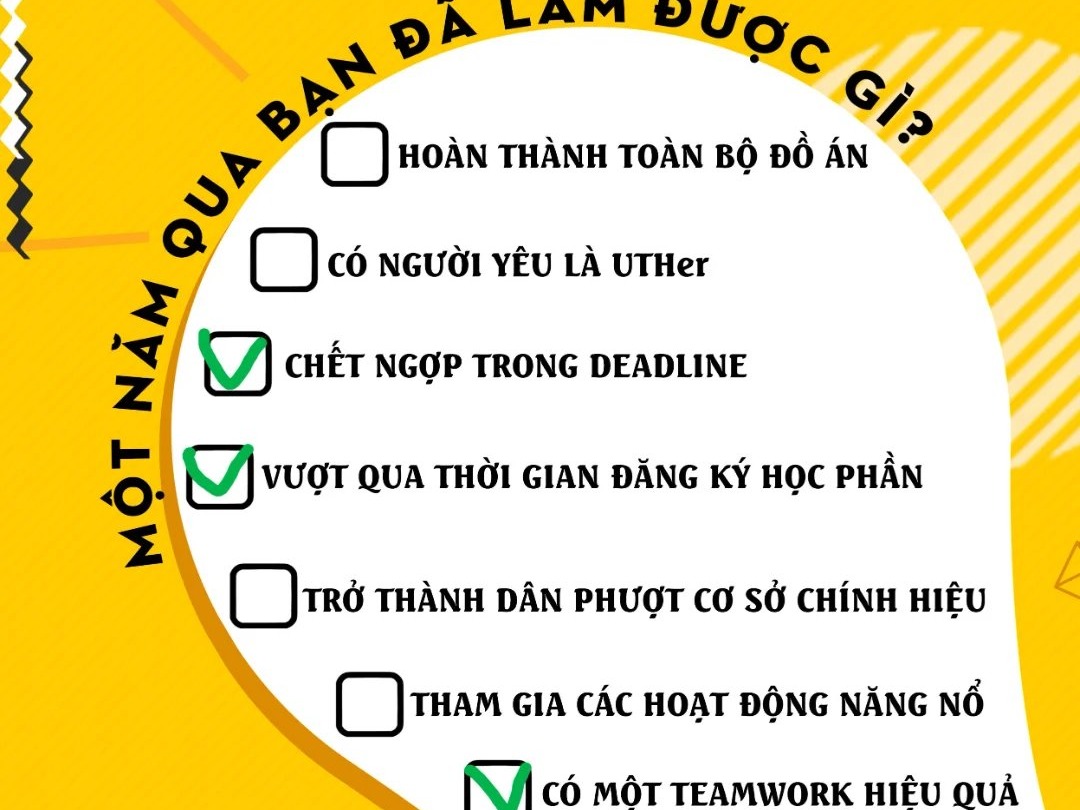 MỘT NĂM QUA BẠN ĐÃ LÀM ĐƯỢC GÌ?
HOÀN THÀNH TOÀN BỘ ĐỒ ÁN
CÓ NGƯỜI YÊU LÀ UTHer
CHẾT NGỢP TRONG DEADLINE
VƯỢT QUA THỜI GIAN ĐĂNG KÝ HỌC PHẦN
TRỞ THÀNH DÂN PHƯỢT CƠ SỞ CHÍNH HIỆU
THAM GIA CÁC HOẠT ĐỘNG NĂNG NỔ
CÓ MỘT TEAMWORK HIỆU QUẢ